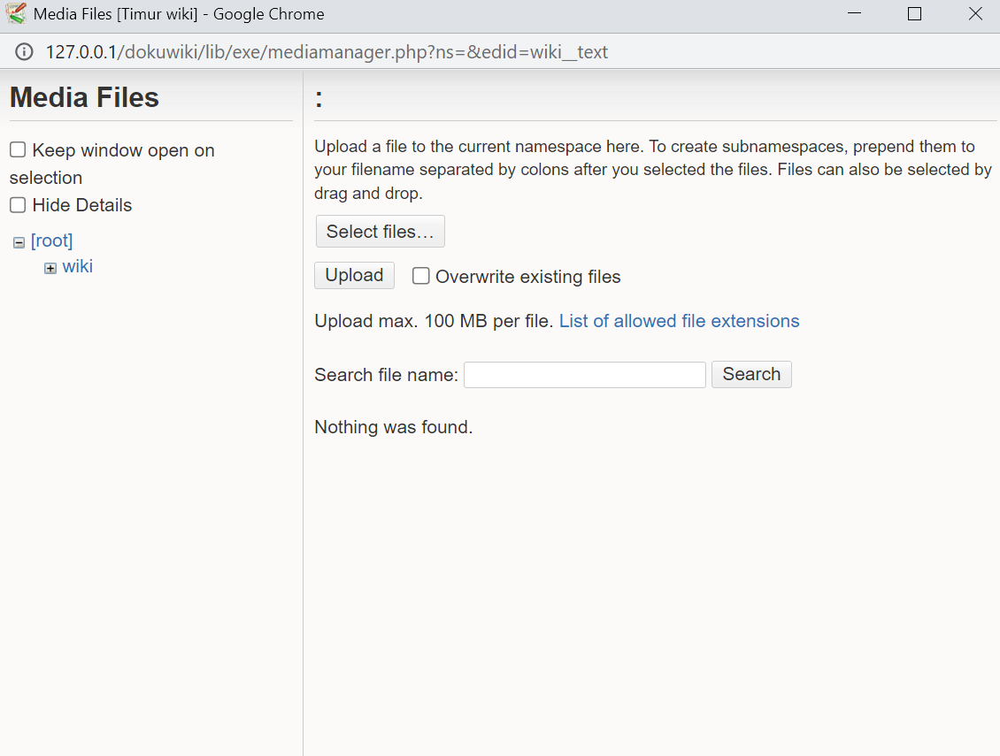 Media Files [Timur wiki] - Google Chrome
127.0.0.1/dokuwiki/lib/exe/mediamanager.php?ns=&edid=wiki__text
Media Files
Keep window open on
selection
Hide Details
[root]
wiki
:
Upload a file to the current namespace here. To create subnamespaces, prepend them to
your filename separated by colons after you selected the files. Files can also be selected by
drag and drop.
Select files…
Upload Overwrite existing files
Upload max. 100 MB per file. List of allowed file extensions
Search file name: Search
Nothing was found.